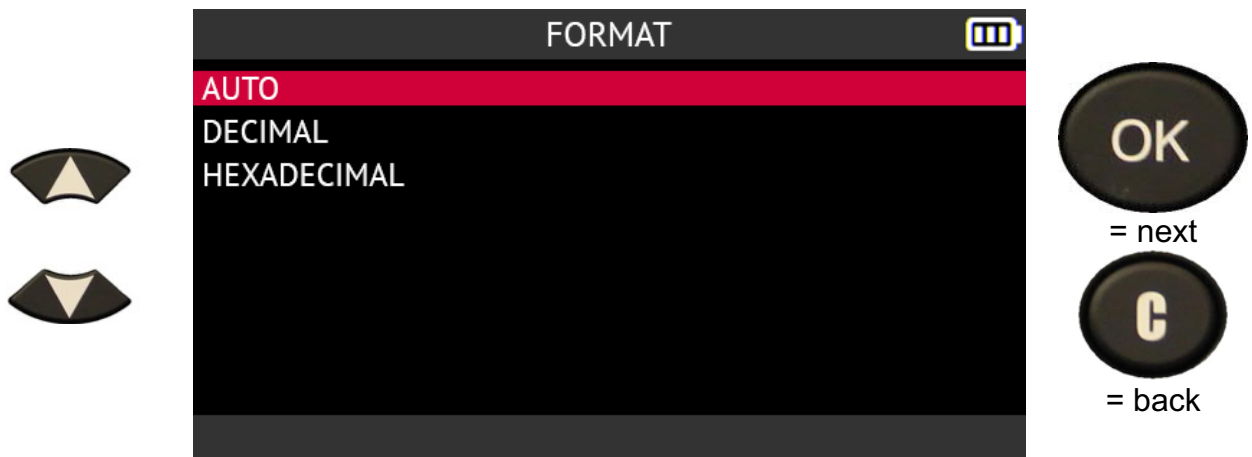 FORMAT
AUTO
DECIMAL
HEXADECIMAL
OK
= next
C
= back